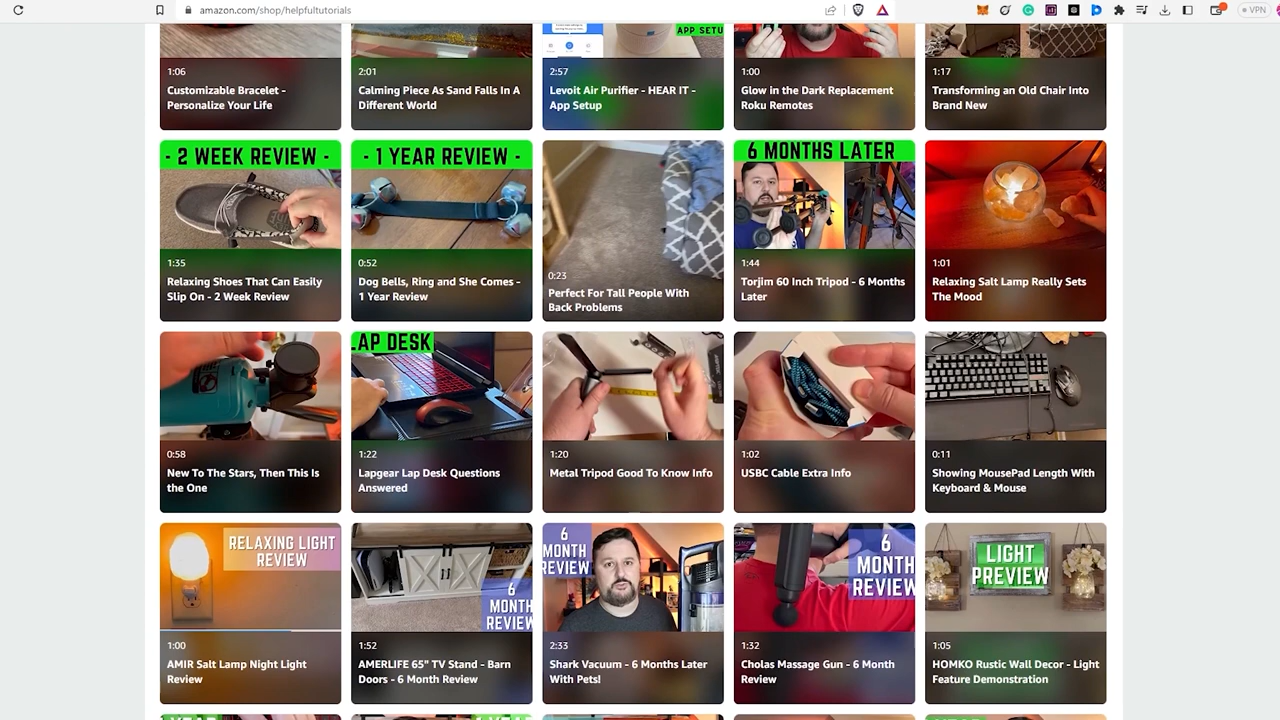 amazon.com/shop/helpfultutorials
VPN
APP SETU
1:06
Customizable Bracelet -
Personalize Your Life
2:01
Calming Piece As Sand Falls In A
Different World
2:57
Levoit Air Purifier - HEAR IT -
App Setup
1:00
Glow in the Dark Replacement
Roku Remotes
1:17
Transforming an Old Chair Into
Brand New
- 2 WEEK REVIEW -
1:35
Relaxing Shoes That Can Easily
Slip On - 2 Week Review
- 1 YEAR REVIEW -
0:52
Dog Bells, Ring and She Comes -
1 Year Review
0:23
Perfect For Tall People With
Back Problems
6 MONTHS LATER
1:44
Torjim 60 Inch Tripod - 6 Months
Later
1:01
Relaxing Salt Lamp Really Sets
The Mood
0:58
New To The Stars, Then This Is
the One
LAP DESK
1:22
Lapgear Lap Desk Questions
Answered
1:20
Metal Tripod Good To Know Info
1:02
USBC Cable Extra Info
0:11
Showing MousePad Length With
Keyboard & Mouse
RELAXING LIGHT
REVIEW
1:00
AMIR Salt Lamp Night Light
Review
6
MONTH
REVIEW
1:52
AMERLIFE 65" TV Stand - Barn
Doors - 6 Month Review
6
MONTH
REVIEW
2:33
Shark Vacuum - 6 Months Later
With Pets!
6
MONTH
REVIEW
1:32
Cholas Massage Gun - 6 Month
Review
LIGHT
PREVIEW
1:05
HOMKO Rustic Wall Decor - Light
Feature Demonstration